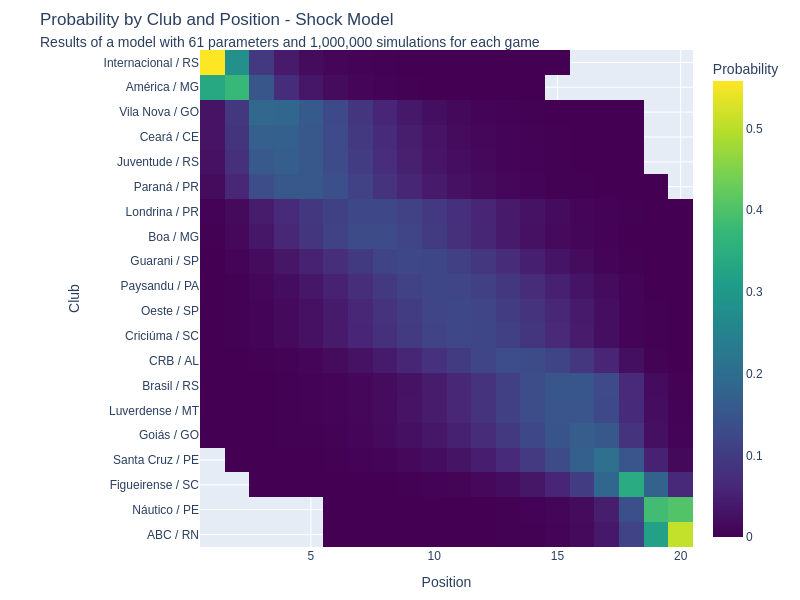 Probability by Club and Position - Shock Model
Results of a model with 61 parameters and 1,000,000 simulations for each game
Probability
Internacional / RS
América / MG
Vila Nova / GO
Ceará / CE
Juventude / RS
Paraná / PR
Londrina / PR
Boa / MG
Guarani / SP
Paysandu / PA
Oeste / SP
Criciúma / SC
CRB / AL
Brasil / RS
Luverdense / MT
Goiás / GO
Santa Cruz / PE
Figueirense / SC
Náutico / PE
ABC / RN
Club
5
10
15
20
Position
0.5
0.4
0.3
0.2
0.1
0